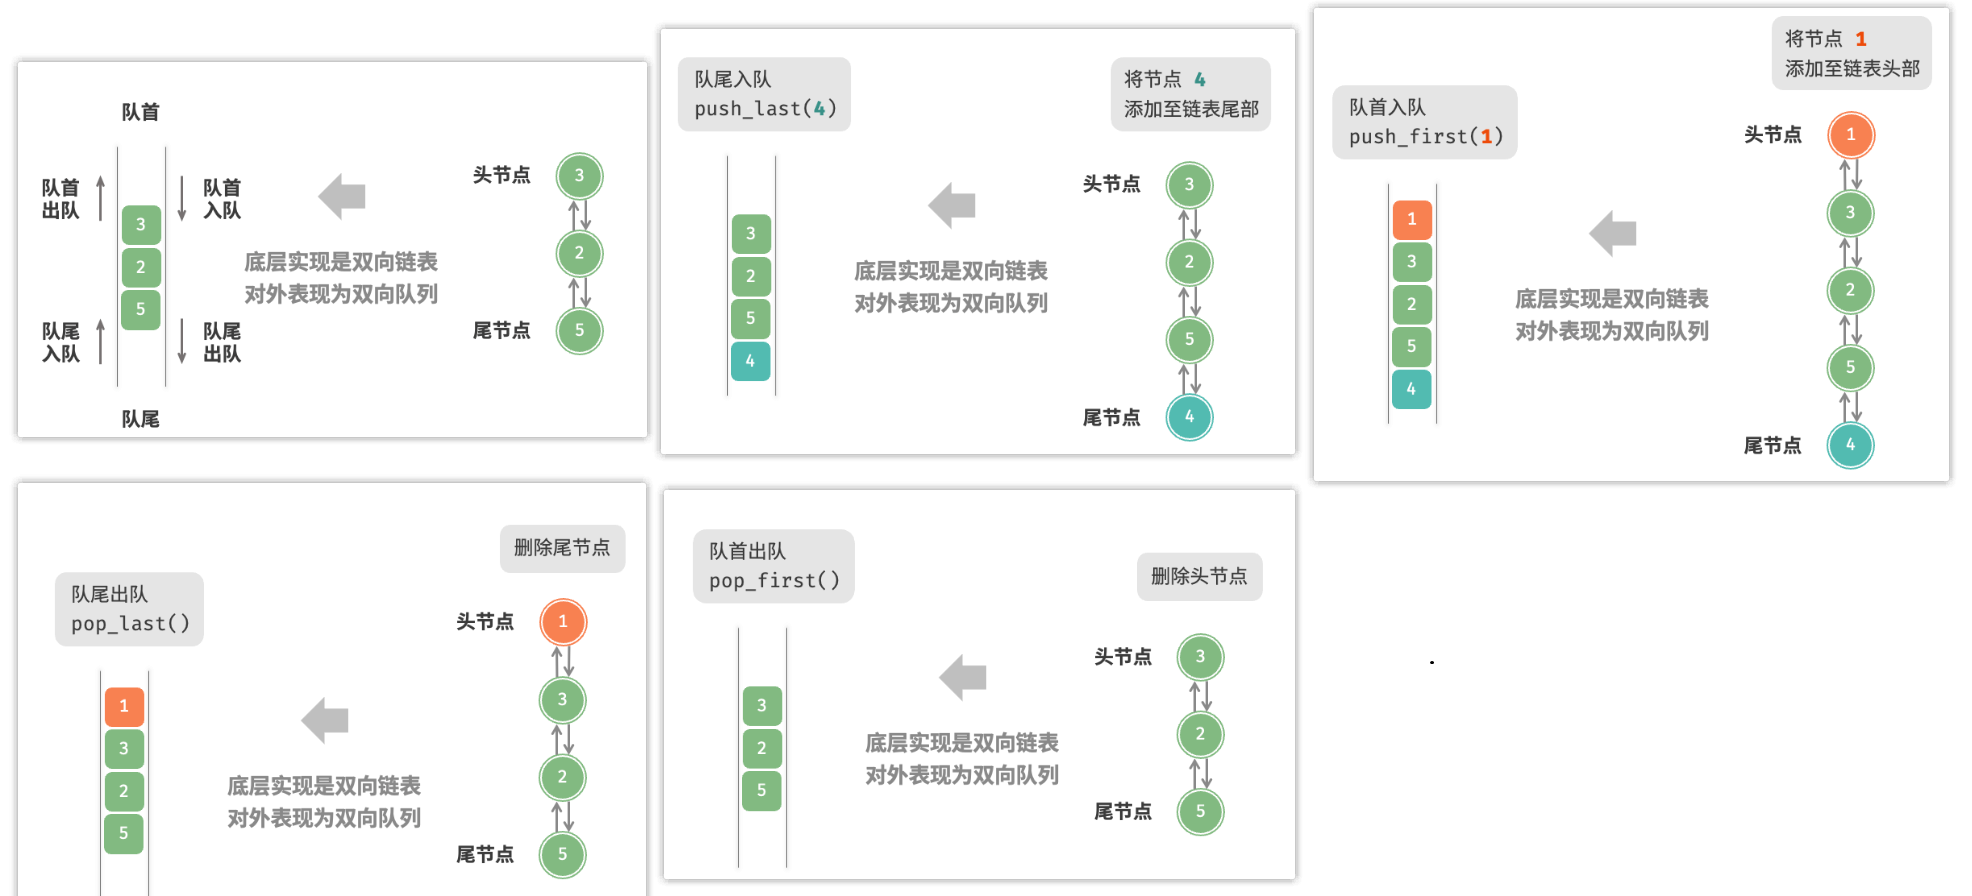 队首
队首
出队
队首
入队
3
2
5
队尾
入队
队尾
出队
队尾
底层实现是双向链表
对外表现为双向队列
头节点
3
2
尾节点
5
队尾入队
push_last(4)
将节点 4
添加至链表尾部
3
2
5
4
底层实现是双向链表
对外表现为双向队列
头节点
3
2
5
尾节点
4
将节点 1
添加至链表头部
队首入队
push_first(1)
1
3
2
5
4
底层实现是双向链表
对外表现为双向队列
头节点
1
3
2
5
尾节点
4
删除尾节点
队尾出队
pop_last()
1
3
2
5
底层实现是双向链表
对外表现为双向队列
头节点
1
3
2
尾节点
5
队首出队
pop_first()
删除头节点
3
2
5
底层实现是双向链表
对外表现为双向队列
头节点
3
2
尾节点
5